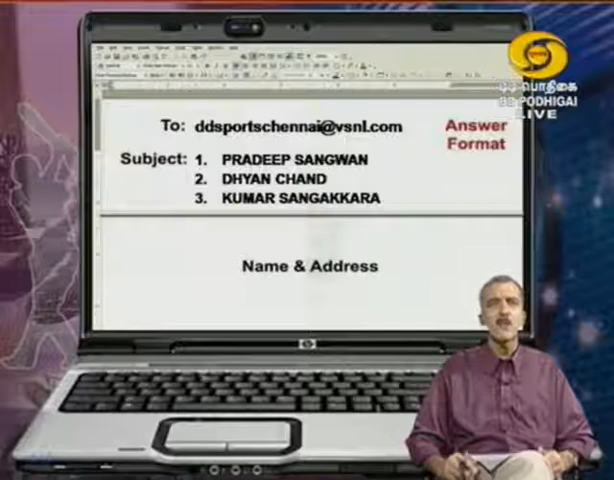 பொதிகை
DD PODHIGAI
LIVE
To: ddsportschennai@vsnl.com
Answer
Format
Subject: 1. PRADEEP SANGWAN
2. DHYAN CHAND
3. KUMAR SANGAKKARA
Name & Address
hp